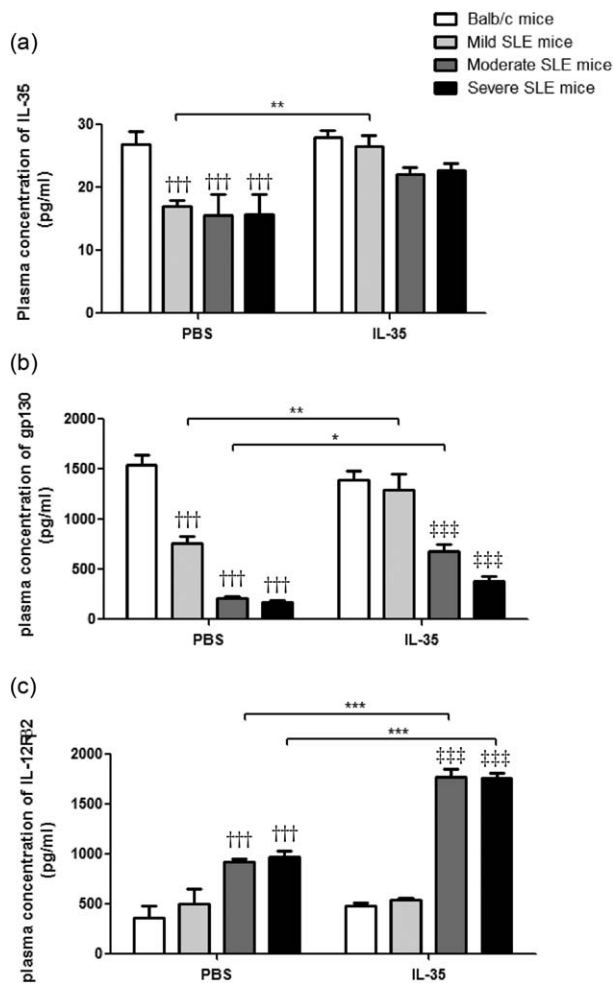 Balb/c mice
Mild SLE mice
Moderate SLE mice
Severe SLE mice
(a)
Plasma concentration of IL-35
(pg/ml)
30
20
10
0
**
††† ††† †††
PBS IL-35
(b)
plasma concentration of gp130
(pg/ml)
2000
1500
1000
500
0
**
*
†††
††† †††
‡‡‡
‡‡‡
PBS IL-35
(c)
plasma concentration of IL-12Rβ2
(pg/ml)
2000
1500
1000
500
0
***
***
††† †††
‡‡‡ ‡‡‡
PBS IL-35